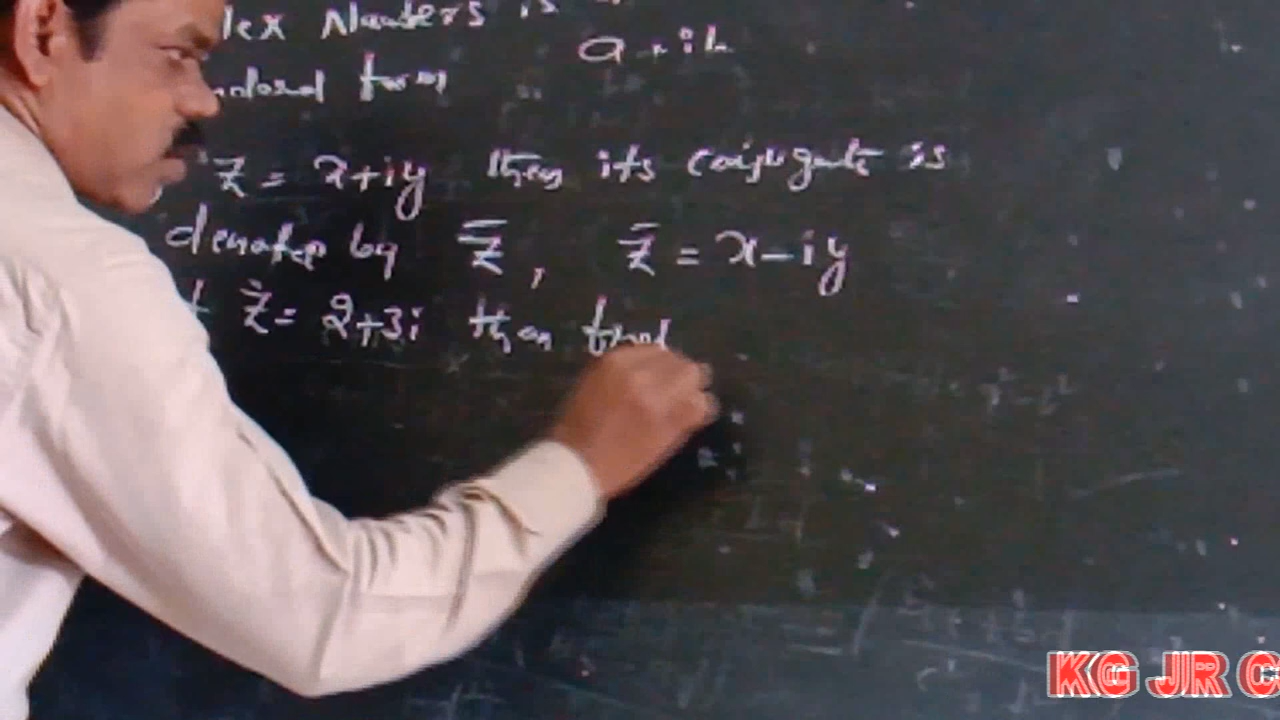 lex Numbers is
a+ib
form
z = x+iy then its conjugate is
denoted by z̄, z̄ = x-iy
z = 2+3i then find
KG JR C